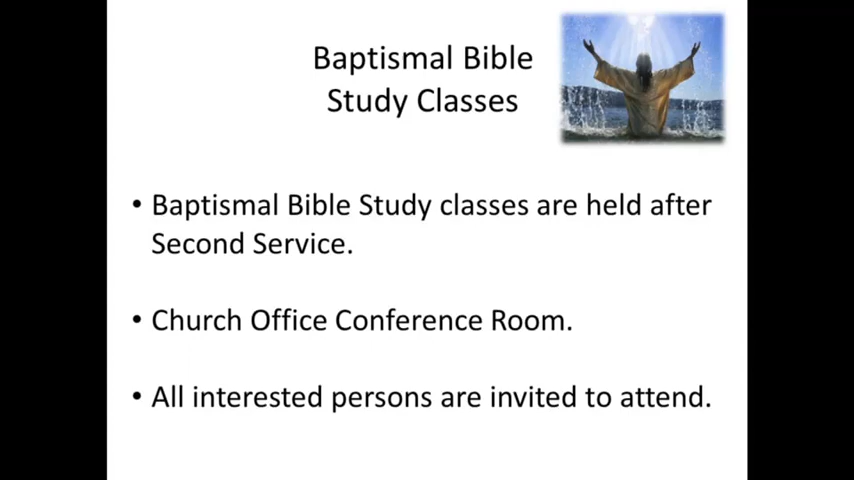 Baptismal Bible
Study Classes
• Baptismal Bible Study classes are held after
Second Service.
• Church Office Conference Room.
• All interested persons are invited to attend.